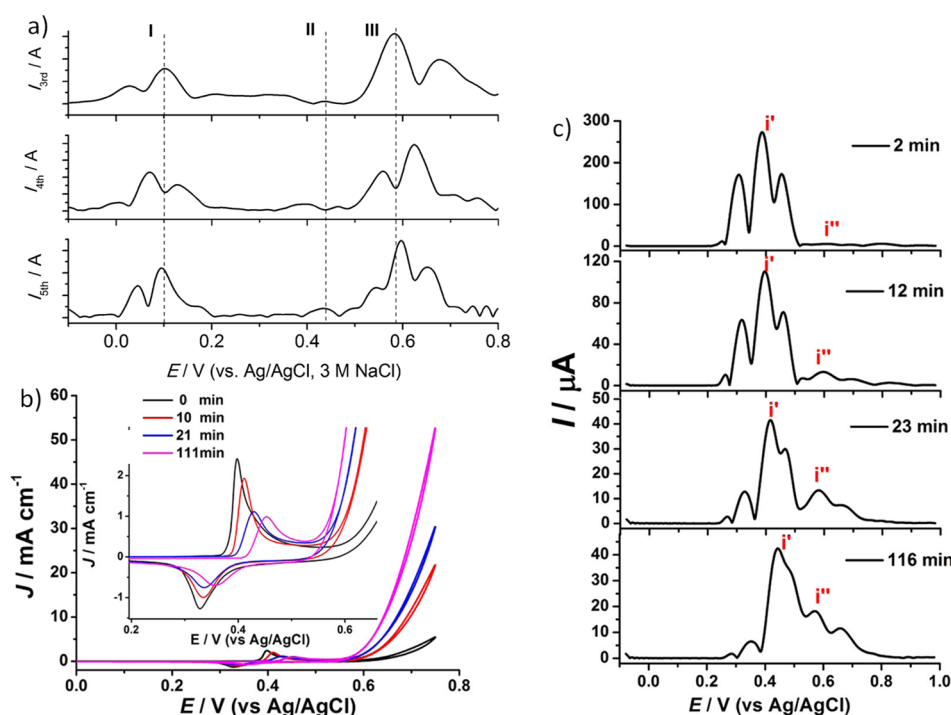 a)
I
II
III
I3rd / A
I4th / A
I5th / A
0.0
0.2
0.4
0.6
0.8
E / V (vs. Ag/AgCl, 3 M NaCl)
b)
60
50
40
30
20
10
0
J / mA cm-1
0 min
10 min
21 min
111min
2
1
0
-1
J / mA cm-1
0.2
0.4
0.6
E / V (vs Ag/AgCl)
0.0
0.2
0.4
0.6
0.8
E / V (vs Ag/AgCl)
c)
300
200
100
0
i'
i"
2 min
120
80
40
0
i'
i"
12 min
50
40
30
20
10
0
i'
i"
23 min
40
20
0
i'
i"
116 min
I / μA
0.0
0.2
0.4
0.6
0.8
1.0
E / V (vs Ag/AgCl)